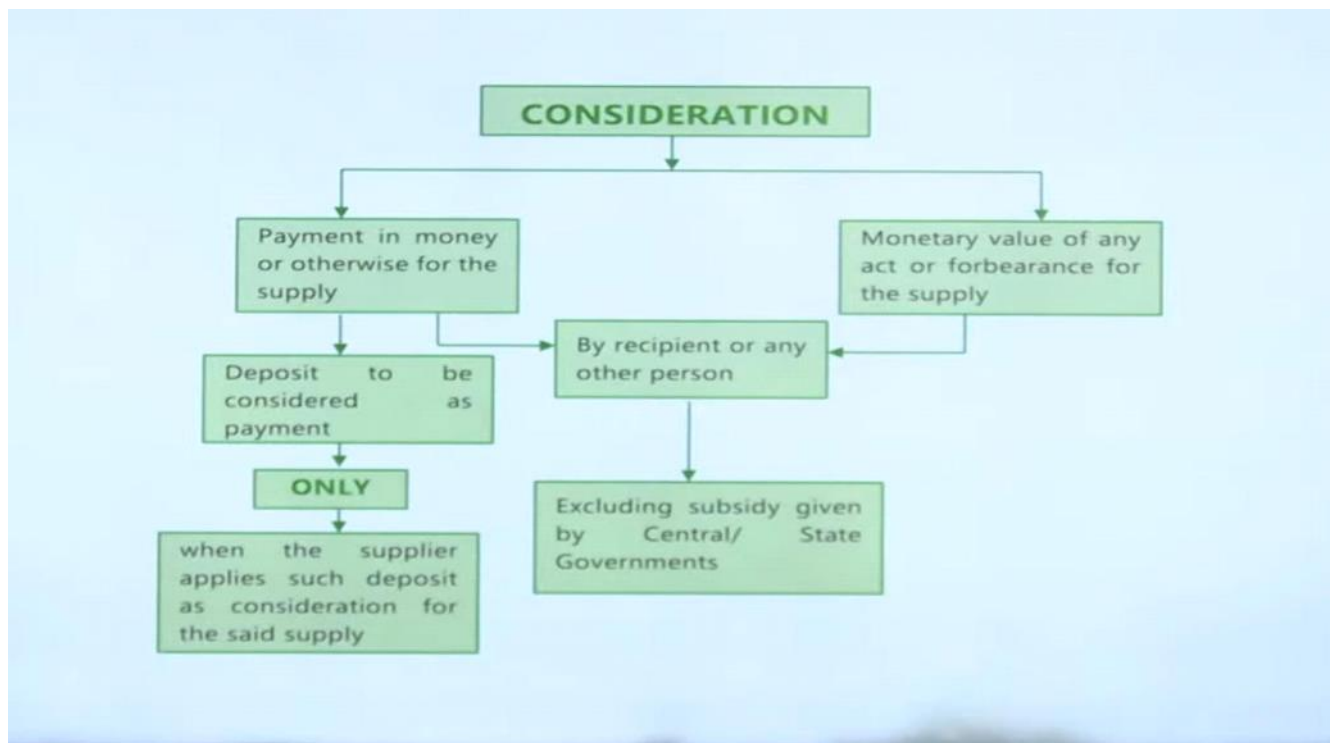 CONSIDERATION
Payment in money
or otherwise for the
supply
Monetary value of any
act or forbearance for
the supply
By recipient or any
other person
Deposit to be
considered as
payment
ONLY
Excluding subsidy given
by Central/ State
Governments
when the supplier
applies such deposit
as consideration for
the said supply